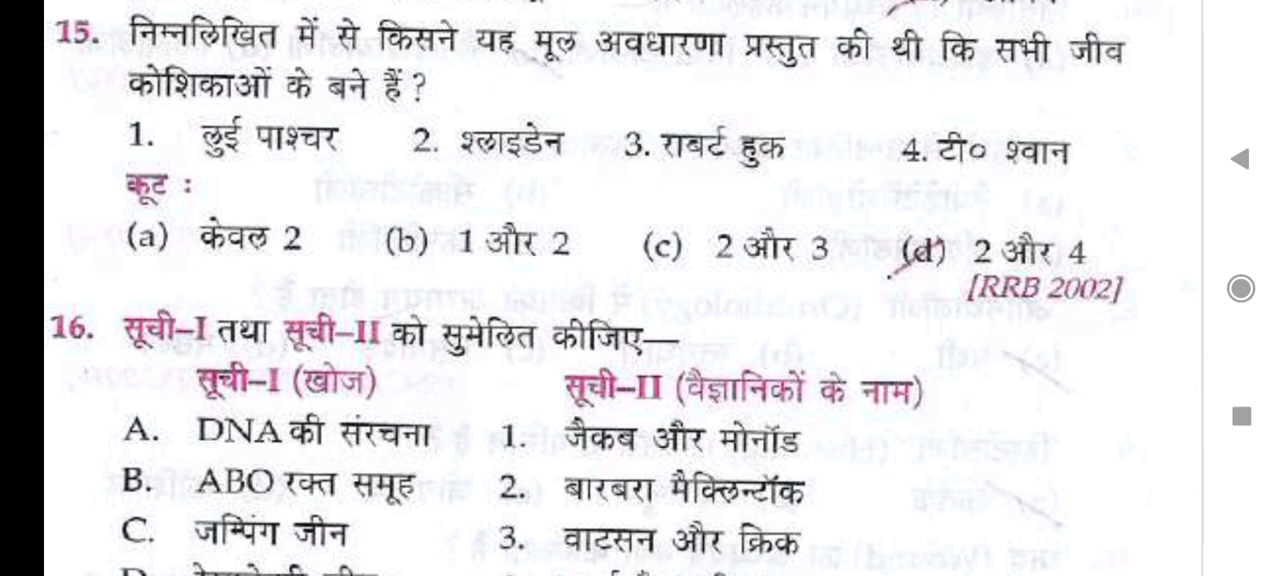 15. निम्नलिखित में से किसने यह मूल अवधारणा प्रस्तुत की थी कि सभी जीव
कोशिकाओं के बने हैं ?
1. लुई पाश्चर 2. श्लाइडेन 3. राबर्ट हुक 4. टी० श्वान
कूट :
(a) केवल 2 (b) 1 और 2 (c) 2 और 3 (d) 2 और 4
[RRB 2002]
16. सूची–I तथा सूची–II को सुमेलित कीजिए—
सूची–I (खोज) सूची–II (वैज्ञानिकों के नाम)
A. DNA की संरचना 1. जैकब और मोनॉड
B. ABO रक्त समूह 2. बारबरा मैक्लिन्टॉक
C. जम्पिंग जीन 3. वाटसन और क्रिक